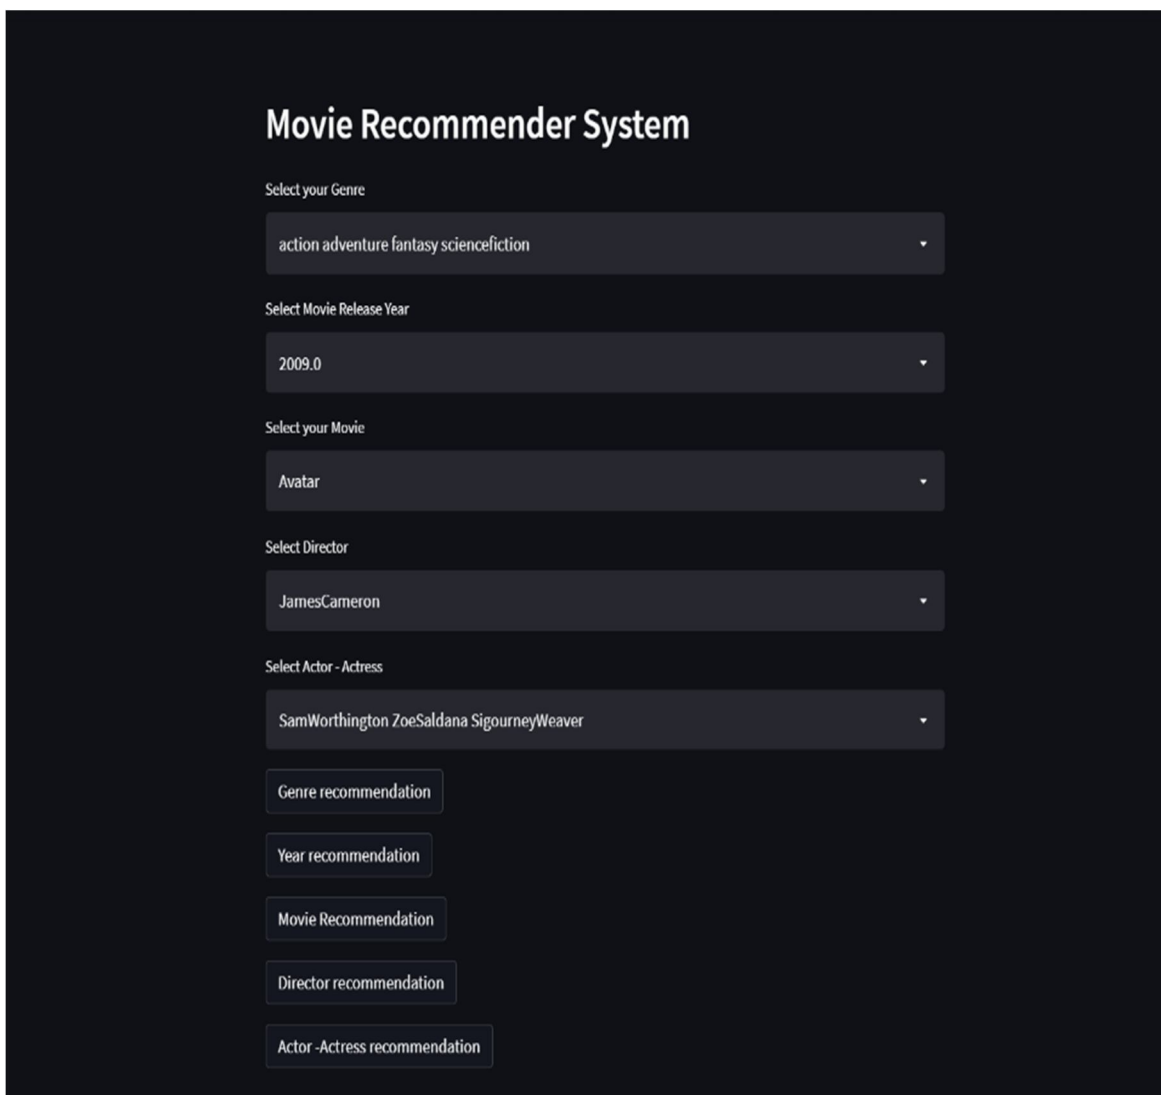 Movie Recommender System
Select your Genre
action adventure fantasy sciencefiction
Select Movie Release Year
2009.0
Select your Movie
Avatar
Select Director
JamesCameron
Select Actor - Actress
SamWorthington ZoeSaldana SigourneyWeaver
Genre recommendation
Year recommendation
Movie Recommendation
Director recommendation
Actor -Actress recommendation